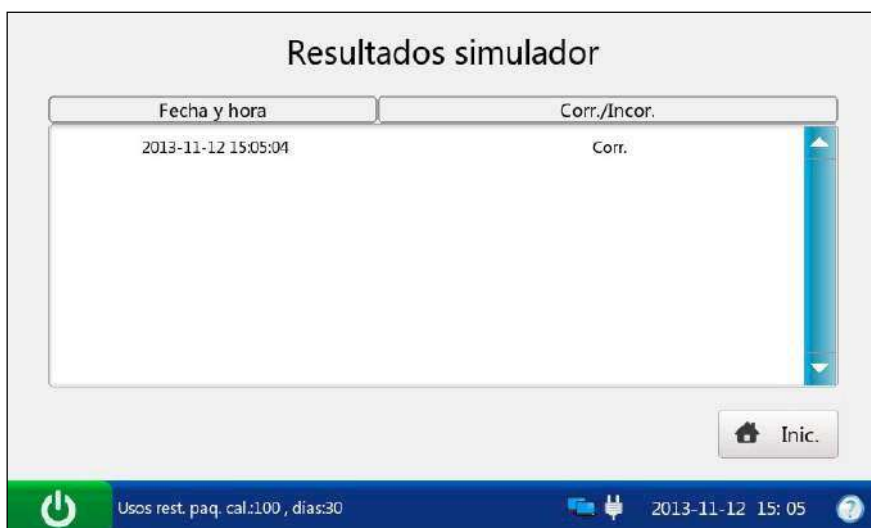 Resultados simulador
Fecha y hora Corr./Incor.
2013-11-12 15:05:04 Corr.
Inic.
Usos rest. paq. cal.:100 , días:30 2013-11-12 15: 05 ?